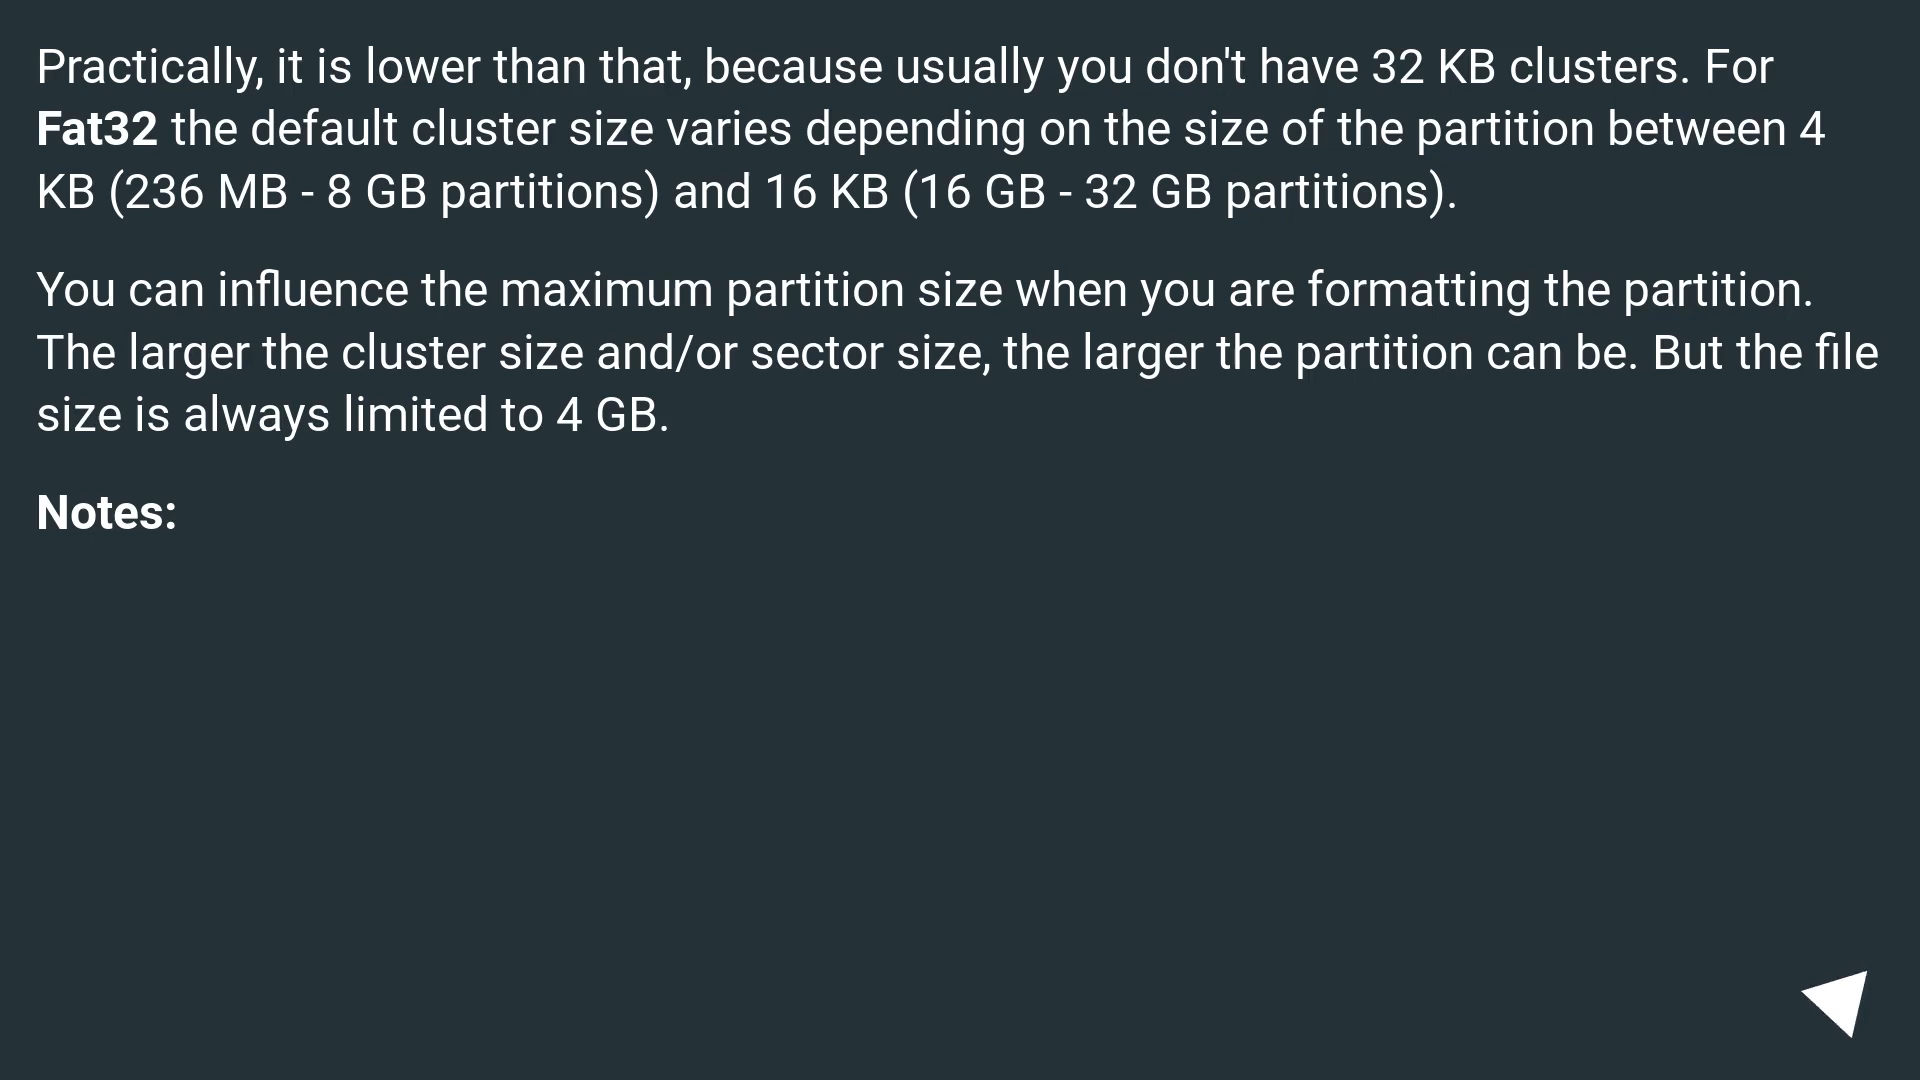 Practically, it is lower than that, because usually you don't have 32 KB clusters. For
Fat32 the default cluster size varies depending on the size of the partition between 4
KB (236 MB - 8 GB partitions) and 16 KB (16 GB - 32 GB partitions).
You can influence the maximum partition size when you are formatting the partition.
The larger the cluster size and/or sector size, the larger the partition can be. But the file
size is always limited to 4 GB.
Notes: